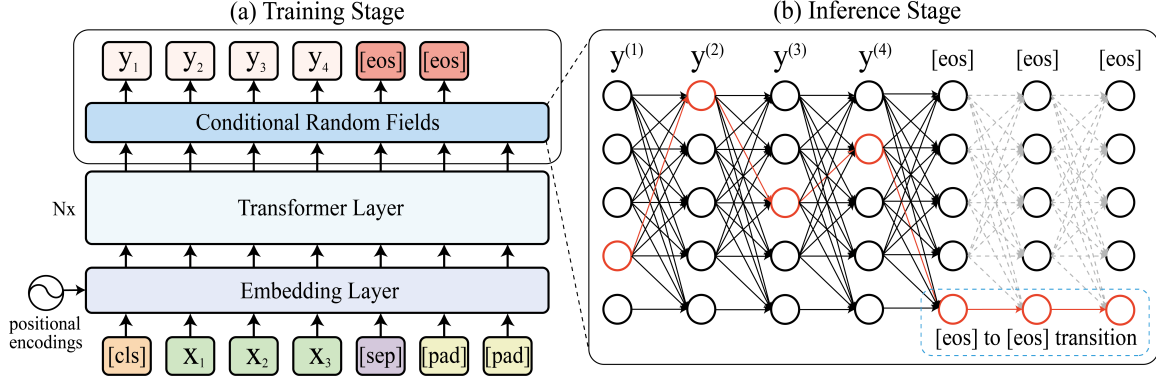 (a) Training Stage
y₁ y₂ y₃ y₄ [eos] [eos]
Conditional Random Fields
Nx
Transformer Layer
Embedding Layer
positional
encodings
[cls] x₁ x₂ x₃ [sep] [pad] [pad]
(b) Inference Stage
y⁽¹⁾ y⁽²⁾ y⁽³⁾ y⁽⁴⁾ [eos] [eos] [eos]
[eos] to [eos] transition